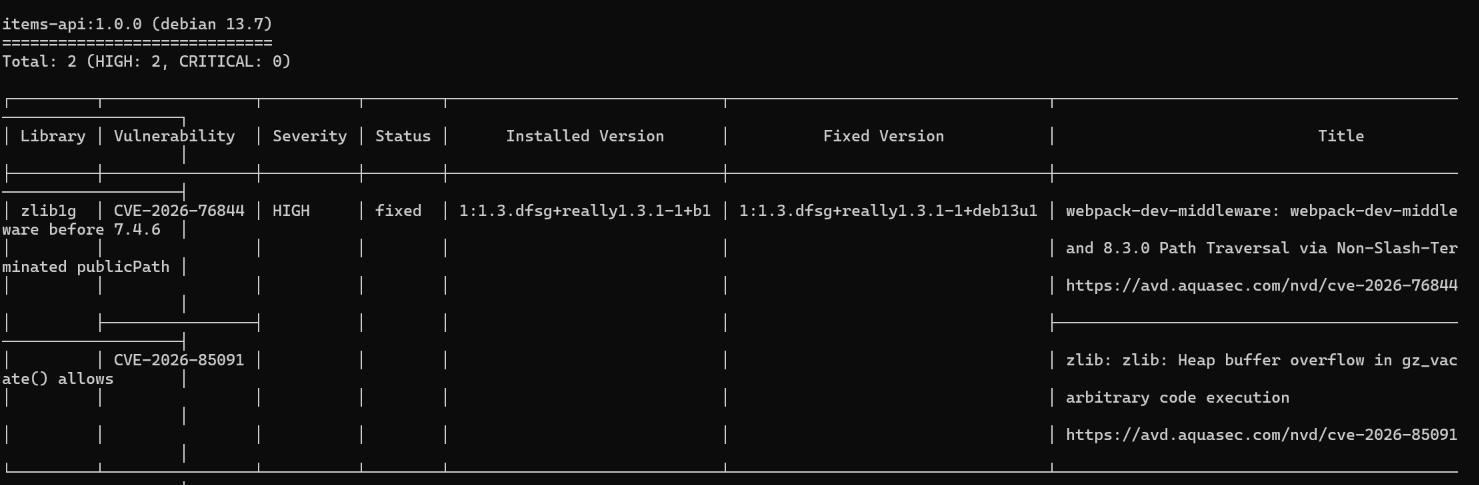 items-api:1.0.0 (debian 13.7)
=============================
Total: 2 (HIGH: 2, CRITICAL: 0)
│ Library │ Vulnerability │ Severity │ Status │ Installed Version │ Fixed Version │ Title
│
│ zlib1g │ CVE-2026-76844 │ HIGH │ fixed │ 1:1.3.dfsg+really1.3.1-1+b1 │ 1:1.3.dfsg+really1.3.1-1+deb13u1 │ webpack-dev-middleware: webpack-dev-middle
ware before 7.4.6 │
│ │ │ │ │ │ │ and 8.3.0 Path Traversal via Non-Slash-Ter
minated publicPath │
│ │ │ │ │ │ │ https://avd.aquasec.com/nvd/cve-2026-76844
│
│ │ CVE-2026-85091 │ │ │ │ │ zlib: zlib: Heap buffer overflow in gz_vac
ate() allows │
│ │ │ │ │ │ │ arbitrary code execution
│
│ │ │ │ │ │ │ https://avd.aquasec.com/nvd/cve-2026-85091